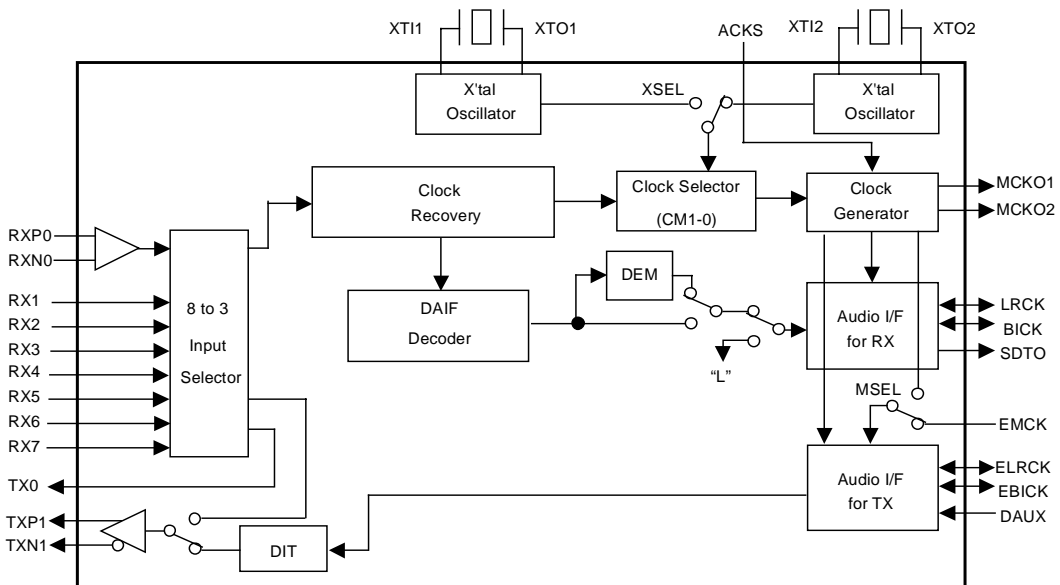 XTI1
XTO1
ACKS
XTI2
XTO2
X'tal
Oscillator
XSEL
X'tal
Oscillator
Clock
Recovery
Clock Selector
(CM1-0)
Clock
Generator
MCKO1
MCKO2
RXP0
RXN0
RX1
RX2
RX3
RX4
RX5
RX6
RX7
8 to 3
Input
Selector
DAIF
Decoder
DEM
“L”
Audio I/F
for RX
LRCK
BICK
SDTO
MSEL
EMCK
TX0
TXP1
TXN1
DIT
Audio I/F
for TX
ELRCK
EBICK
DAUX